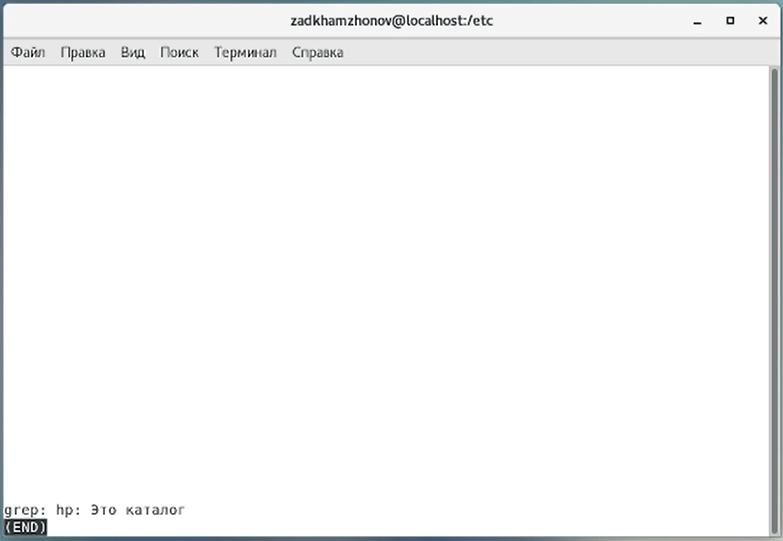 zadkhamzhonov@localhost:/etc
Файл Правка Вид Поиск Терминал Справка
grep: hp: Это каталог
(END)